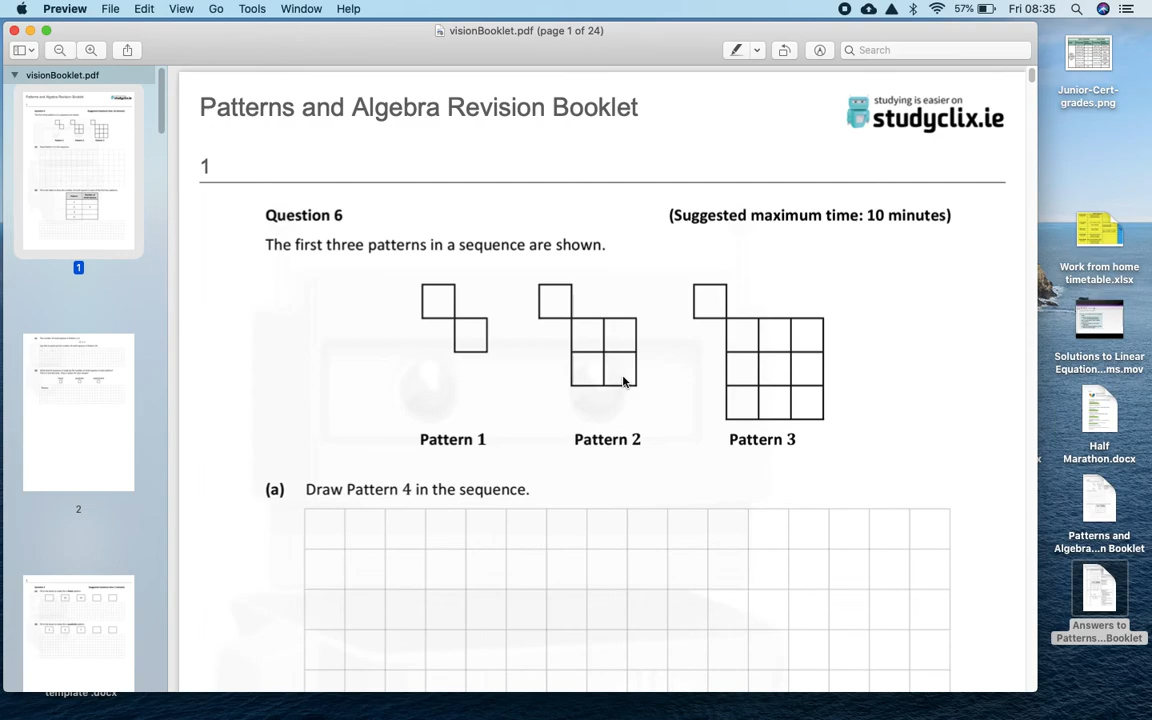 Preview File Edit View Go Tools Window Help
57% Fri 08:35
visionBooklet.pdf (page 1 of 24)
Search
visionBooklet.pdf
1
2
Patterns and Algebra Revision Booklet
studying is easier on
studyclix.ie
1
Question 6 (Suggested maximum time: 10 minutes)
The first three patterns in a sequence are shown.
Pattern 1 Pattern 2 Pattern 3
(a) Draw Pattern 4 in the sequence.
Junior-Cert-
grades.png
Work from home
timetable.xlsx
Solutions to Linear
Equation...ms.mov
Half
Marathon.docx
Patterns and
Algebra...n Booklet
Answers to
Patterns...Booklet
template .docx